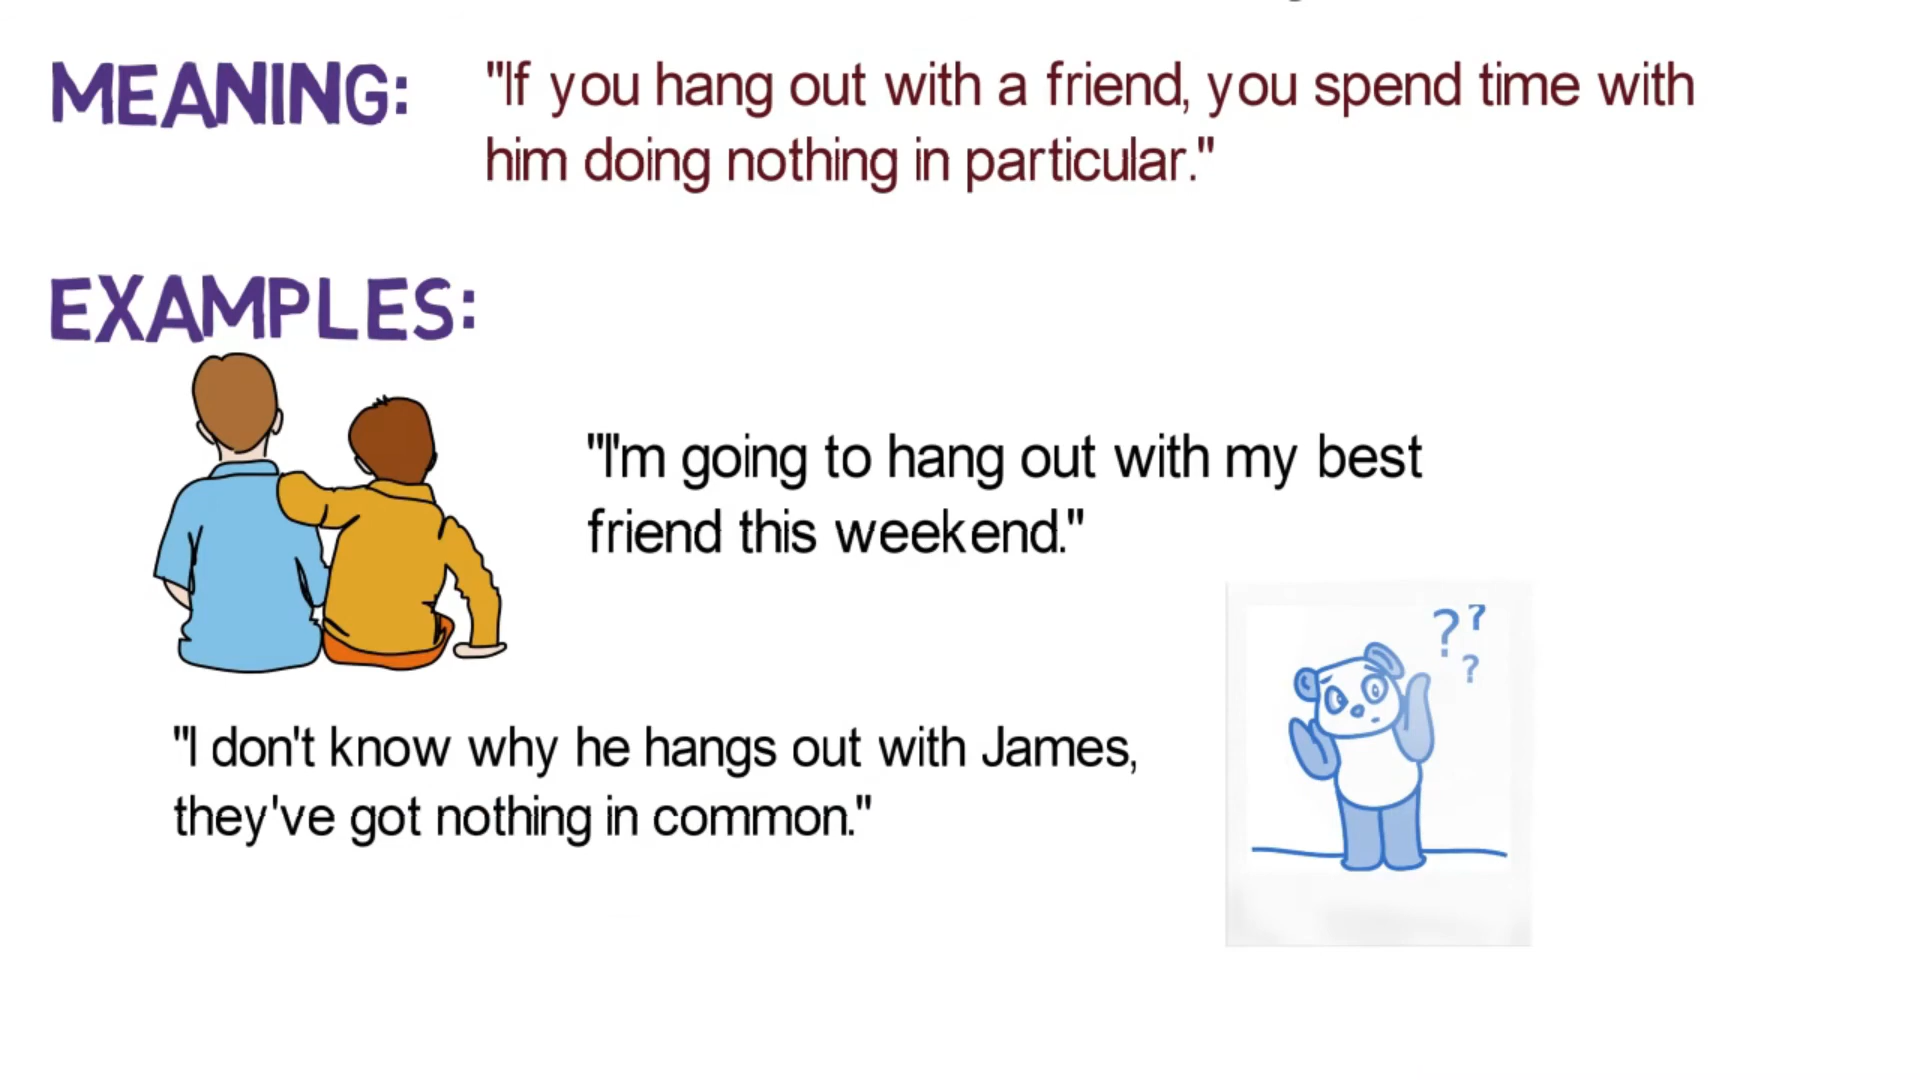 MEANING:
"If you hang out with a friend, you spend time with
him doing nothing in particular."
EXAMPLES:
"I'm going to hang out with my best
friend this weekend."
? ?
?
"I don't know why he hangs out with James,
they've got nothing in common."